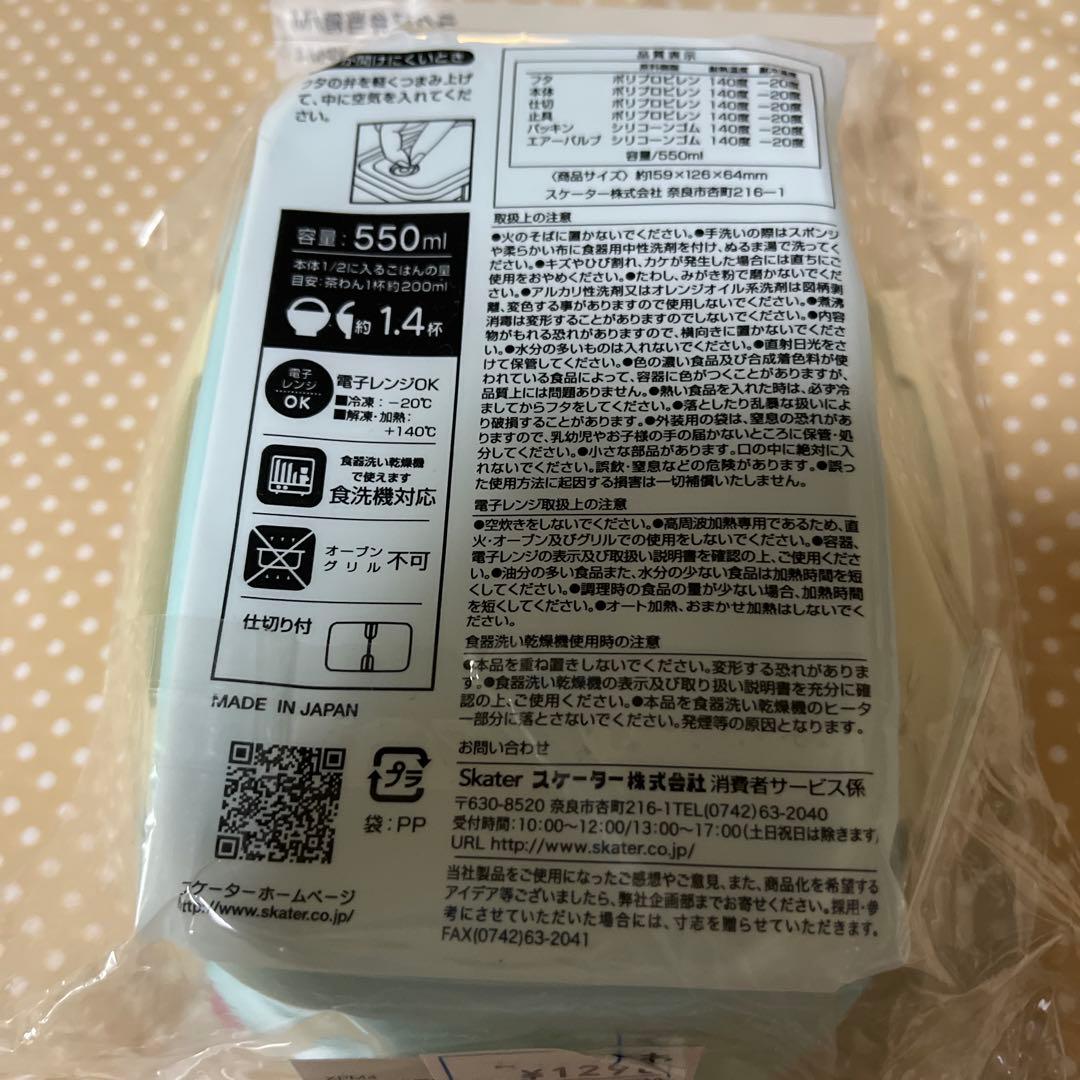 が開けにくいとき
フタの弁を軽くつまみ上げ
て、中に空気を入れてくだ
さい。
容量：550ml
本体1/2に入るごはんの量
目安：茶わん1杯約200ml
約1.4杯
電子
レンジ
OK
電子レンジOK
■冷凍：−20℃
■解凍・加熱：
+140℃
食器洗い乾燥機
で使えます
食洗機対応
オーブン
グリル 不可
仕切り付
MADE IN JAPAN
プラ
袋：PP
スケーターホームページ
http://www.skater.co.jp/
品質表示
原料樹脂 耐熱温度 耐冷温度
フタ ポリプロピレン 140度 −20度
本体 ポリプロピレン 140度 −20度
仕切 ポリプロピレン 140度 −20度
止具 ポリプロピレン 140度 −20度
パッキン シリコーンゴム 140度 −20度
エアーバルブ シリコーンゴム 140度 −20度
容量/550ml
〈商品サイズ〉約159×126×64mm
スケーター株式会社 奈良市杏町216−1
取扱上の注意
●火のそばに置かないでください。●手洗いの際はスポンジ
や柔らかい布に食器用中性洗剤を付け、ぬるま湯で洗ってく
ださい。●キズやひび割れ、カケが発生した場合には直ちにご
使用をおやめください。●たわし、みがき粉で磨かないでくださ
い。●アルカリ性洗剤又はオレンジオイル系洗剤は図柄剥
離、変色する事がありますので使用しないでください。●煮沸
消毒は変形することがありますのでしないでください。●内容
物がもれる恐れがありますので、横向きに置かないでくださ
い。●水分の多いものは入れないでください。●直射日光をさ
けて保管してください。●色の濃い食品及び合成着色料が使
われている食品によって、容器に色がつくことがありますが、
品質上には問題ありません。●熱い食品を入れた時は、必ず冷
ましてからフタをしてください。●落としたり乱暴な扱いによ
り破損することがあります。●外装用の袋は、窒息の恐れがあ
りますので、乳幼児やお子様の手の届かないところに保管・処
分してください。●小さな部品があります。口の中に絶対に入
れないでください。誤飲・窒息などの危険があります。●誤っ
た使用方法に起因する損害は一切補償いたしません。
電子レンジ取扱上の注意
●空炊きをしないでください。●高周波加熱専用であるため、直
火・オーブン及びグリルでの使用をしないでください。●容器、
電子レンジの表示及び取扱い説明書を確認の上、ご使用くださ
い。●油分の多い食品また、水分の少ない食品は加熱時間を短
くしてください。●調理時の食品の量が少ない場合、加熱時間
を短くしてください。●オート加熱、おまかせ加熱はしないでく
ださい。
食器洗い乾燥機使用時の注意
●本品を重ね置きしないでください。変形する恐れがありま
す。●食器洗い乾燥機の表示及び取り扱い説明書を充分に確
認の上、ご使用ください。●本品を食器洗い乾燥機のヒータ
ー部分に落とさないでください。発煙等の原因となります。
お問い合わせ
Skater スケーター株式会社 消費者サービス係
〒630-8520 奈良市杏町216-1TEL(0742)63-2040
受付時間：10:00〜12:00/13:00〜17:00(土日祝日は除きます)
URL http://www.skater.co.jp/
当社製品をご使用になったご感想やご意見、また、商品化を希望する
アイデア等ございましたら、弊社企画部までお寄せください。採用・参
考にさせていただいた場合には、寸志を贈らせていただきます。
FAX(0742)63-2041